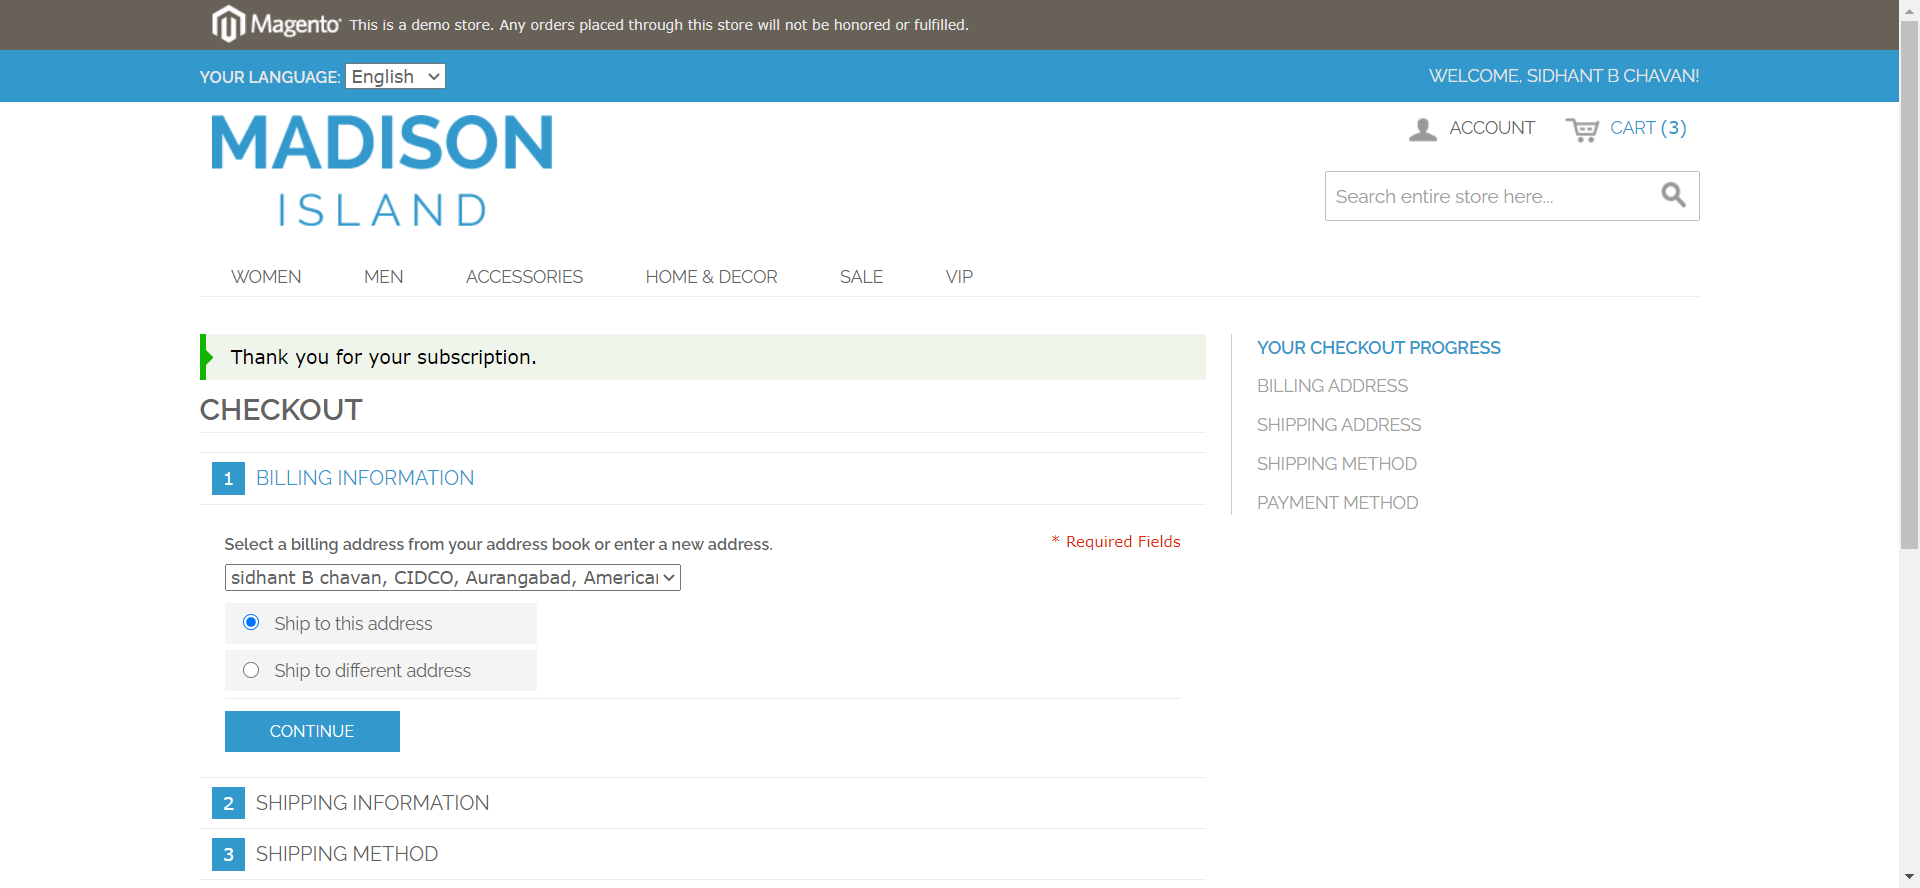 Magento This is a demo store. Any orders placed through this store will not be honored or fulfilled.
YOUR LANGUAGE: English
WELCOME, SIDHANT B CHAVAN!
MADISON
ISLAND
ACCOUNT
CART (3)
Search entire store here...
WOMEN MEN ACCESSORIES HOME & DECOR SALE VIP
Thank you for your subscription.
CHECKOUT
1 BILLING INFORMATION
Select a billing address from your address book or enter a new address.
* Required Fields
sidhant B chavan, CIDCO, Aurangabad, American
Ship to this address
Ship to different address
CONTINUE
2 SHIPPING INFORMATION
3 SHIPPING METHOD
YOUR CHECKOUT PROGRESS
BILLING ADDRESS
SHIPPING ADDRESS
SHIPPING METHOD
PAYMENT METHOD